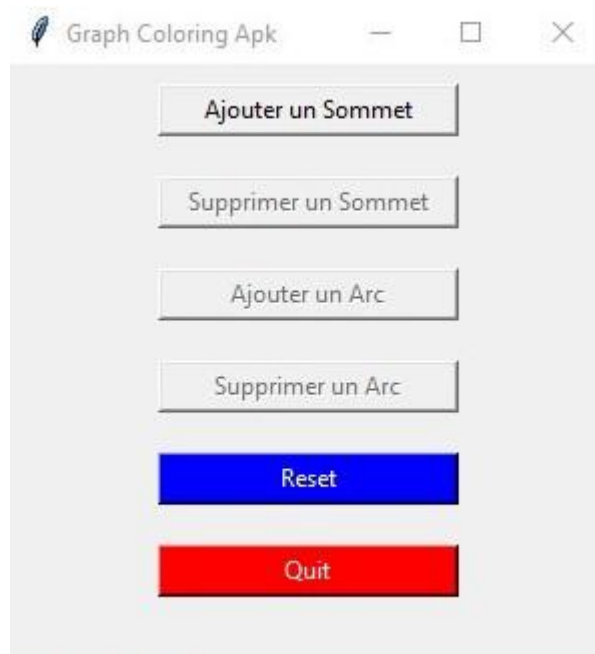 Graph Coloring Apk
Ajouter un Sommet
Supprimer un Sommet
Ajouter un Arc
Supprimer un Arc
Reset
Quit